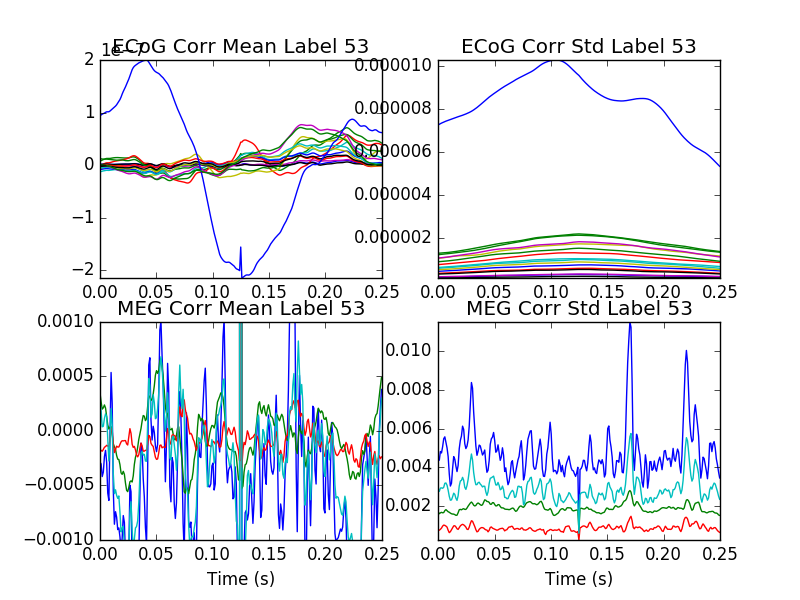 ECoG Corr Mean Label 53
1e−7
2
1
0
−1
−2
0.00 0.05 0.10 0.15 0.20 0.25
ECoG Corr Std Label 53
0.000010
0.000008
0.000006
0.000004
0.000002
0.00 0.05 0.10 0.15 0.20 0.25
MEG Corr Mean Label 53
0.0010
0.0005
0.0000
−0.0005
−0.0010
0.00 0.05 0.10 0.15 0.20 0.25
Time (s)
MEG Corr Std Label 53
0.010
0.008
0.006
0.004
0.002
0.00 0.05 0.10 0.15 0.20 0.25
Time (s)